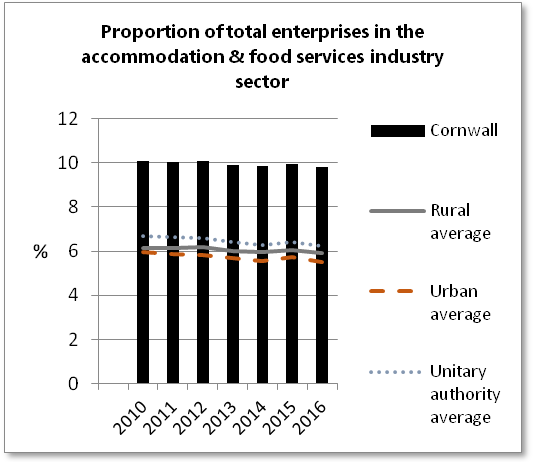 Proportion of total enterprises in the
accommodation & food services industry
sector
12
10
8
6
4
2
0
%
2010
2011
2012
2013
2014
2015
2016
Cornwall
Rural
average
Urban
average
Unitary
authority
average